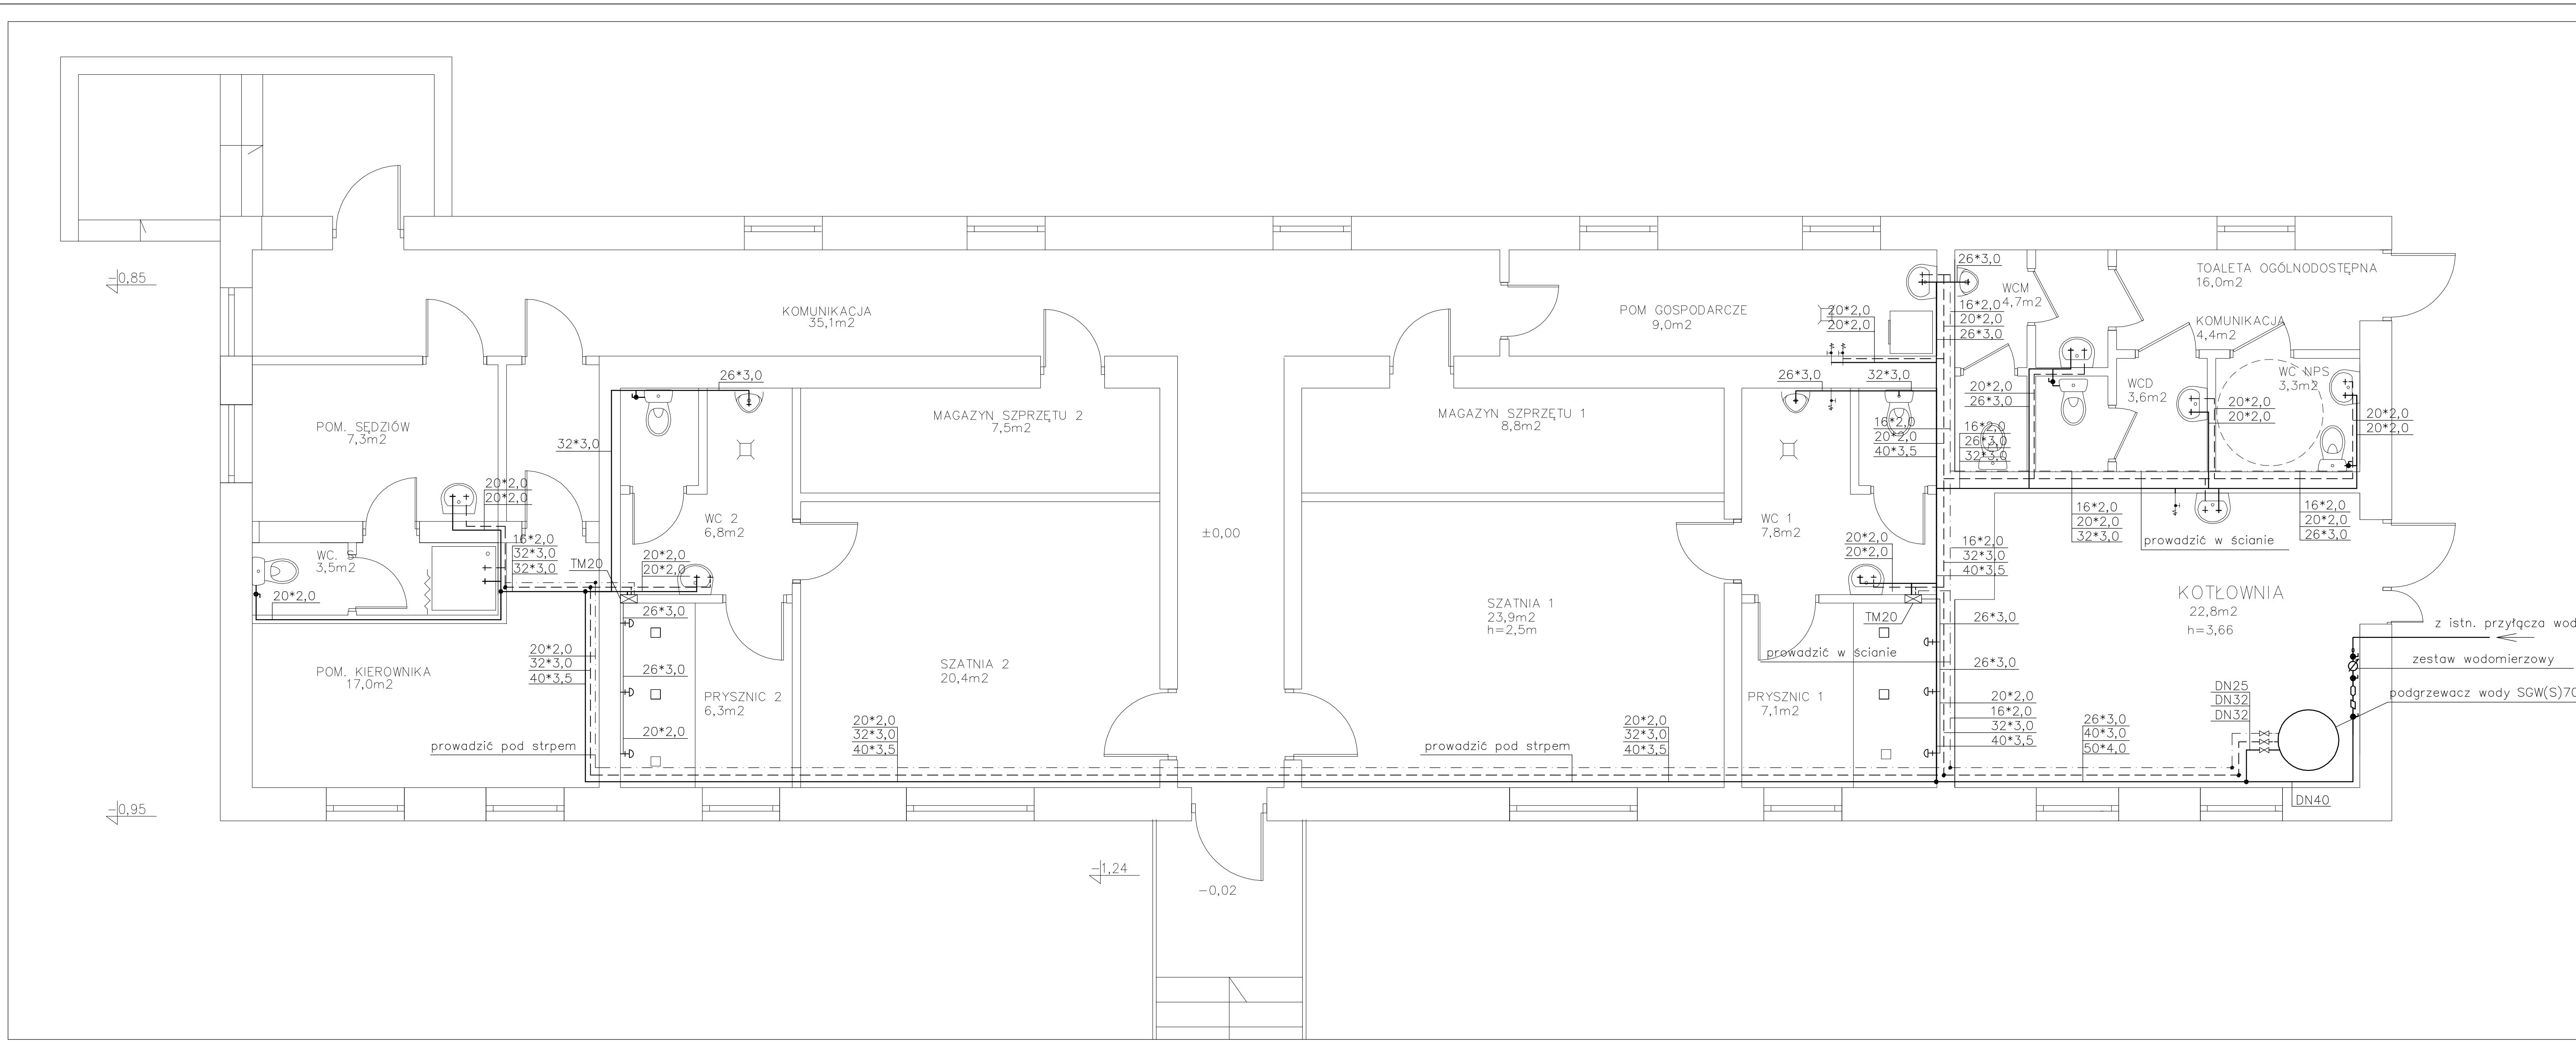 -0,85
KOMUNIKACJA
35,1m2
POM GOSPODARCZE
9,0m2
20*2,0
20*2,0
26*3,0
WCM
4,7m2
16*2,0
20*2,0
26*3,0
TOALETA OGÓLNODOSTĘPNA
16,0m2
KOMUNIKACJA
4,4m2
WC NPS
3,3m2
WCD
3,6m2
20*2,0
26*3,0
20*2,0
20*2,0
20*2,0
20*2,0
26*3,0
26*3,0
32*3,0
MAGAZYN SZPRZĘTU 2
7,5m2
MAGAZYN SZPRZĘTU 1
8,8m2
16*2,0
20*2,0
40*3,5
16*2,0
26*3,0
32*3,0
POM. SĘDZIÓW
7,3m2
32*3,0
20*2,0
20*2,0
WC 2
6,8m2
±0,00
WC 1
7,8m2
16*2,0
20*2,0
32*3,0
prowadzić w ścianie
16*2,0
20*2,0
26*3,0
WC. S
3,5m2
16*2,0
32*3,0
32*3,0
TM20
20*2,0
20*2,0
20*2,0
20*2,0
16*2,0
32*3,0
40*3,5
20*2,0
KOTŁOWNIA
22,8m2
h=3,66
26*3,0
SZATNIA 1
23,9m2
h=2,5m
TM20
26*3,0
z istn. przyłącza wod
20*2,0
32*3,0
40*3,5
26*3,0
SZATNIA 2
20,4m2
prowadzić w ścianie
26*3,0
zestaw wodomierzowy
POM. KIEROWNIKA
17,0m2
PRYSZNIC 2
6,3m2
PRYSZNIC 1
7,1m2
20*2,0
16*2,0
32*3,0
40*3,5
DN25
DN32
DN32
podgrzewacz wody SGW(S)70
20*2,0
prowadzić pod strpem
20*2,0
32*3,0
40*3,5
prowadzić pod strpem
20*2,0
32*3,0
40*3,5
26*3,0
40*3,0
50*4,0
DN40
-0,95
-1,24
-0,02